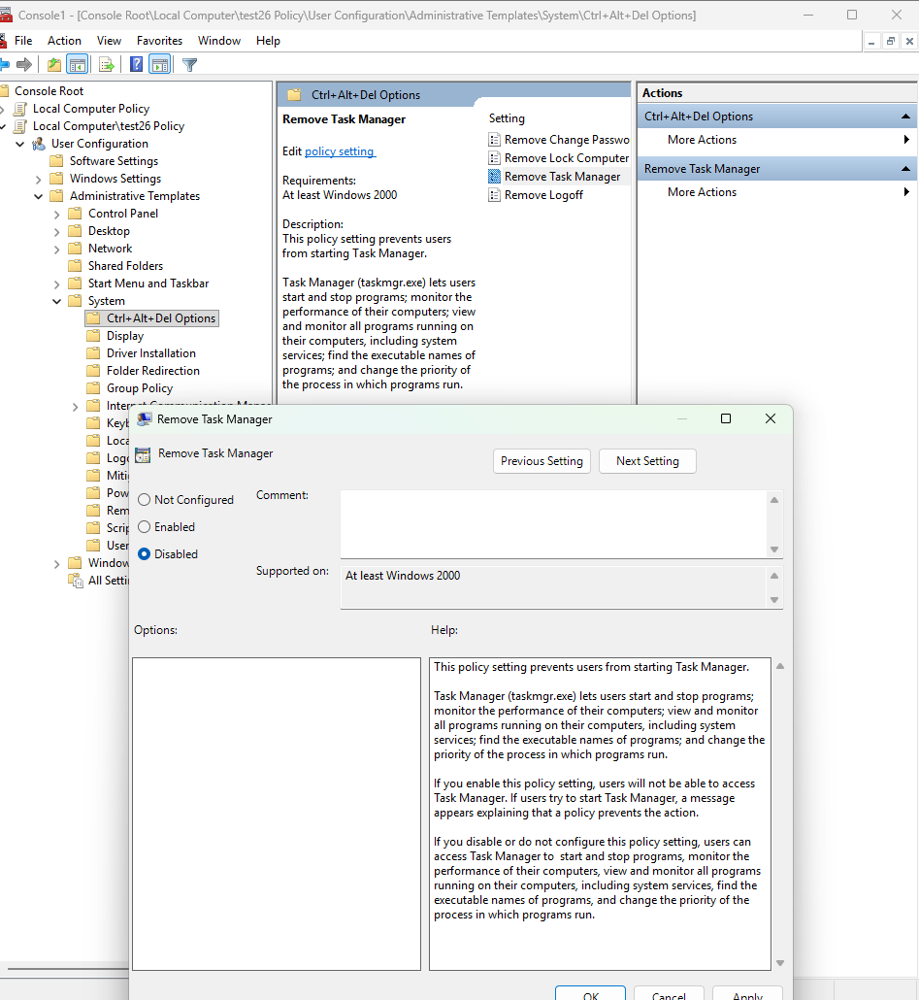 Console1 - [Console Root\Local Computer\test26 Policy\User Configuration\Administrative Templates\System\Ctrl+Alt+Del Options]
File Action View Favorites Window Help
Console Root
Local Computer Policy
Local Computer\test26 Policy
User Configuration
Software Settings
Windows Settings
Administrative Templates
Control Panel
Desktop
Network
Shared Folders
Start Menu and Taskbar
System
Ctrl+Alt+Del Options
Display
Driver Installation
Folder Redirection
Group Policy
Keyb
Loca
Logo
Miti
Pow
Rem
Scrip
User
Window
All Setti
Ctrl+Alt+Del Options
Remove Task Manager
Edit policy setting
Requirements:
At least Windows 2000
Description:
This policy setting prevents users
from starting Task Manager.
Task Manager (taskmgr.exe) lets users
start and stop programs; monitor the
performance of their computers; view
and monitor all programs running on
their computers, including system
services; find the executable names of
programs; and change the priority of
the process in which programs run.
Setting
Remove Change Passwo
Remove Lock Computer
Remove Task Manager
Remove Logoff
Actions
Ctrl+Alt+Del Options
More Actions
Remove Task Manager
More Actions
Remove Task Manager
Remove Task Manager
Previous Setting
Next Setting
Not Configured
Enabled
Disabled
Comment:
Supported on:
At least Windows 2000
Options:
Help:
This policy setting prevents users from starting Task Manager.
Task Manager (taskmgr.exe) lets users start and stop programs;
monitor the performance of their computers; view and monitor
all programs running on their computers, including system
services; find the executable names of programs; and change the
priority of the process in which programs run.
If you enable this policy setting, users will not be able to access
Task Manager. If users try to start Task Manager, a message
appears explaining that a policy prevents the action.
If you disable or do not configure this policy setting, users can
access Task Manager to  start and stop programs, monitor the
performance of their computers, view and monitor all programs
running on their computers, including system services, find the
executable names of programs, and change the priority of the
process in which programs run.
OK
Cancel
Apply